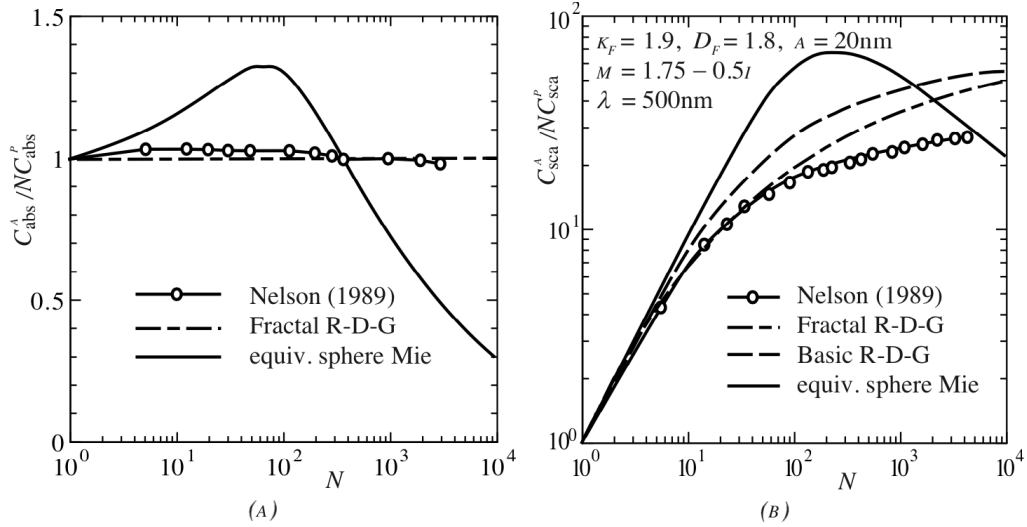 1.5
1
0.5
0
10^0
10^1
10^2
10^3
10^4
N
C^A_abs /NC^P_abs
Nelson (1989)
Fractal R-D-G
equiv. sphere Mie
(A)
10^2
10^1
10^0
10^0
10^1
10^2
10^3
10^4
N
C^A_sca /NC^P_sca
K_F = 1.9, D_F = 1.8, A = 20nm
M = 1.75 − 0.5I
λ = 500nm
Nelson (1989)
Fractal R-D-G
Basic R-D-G
equiv. sphere Mie
(B)